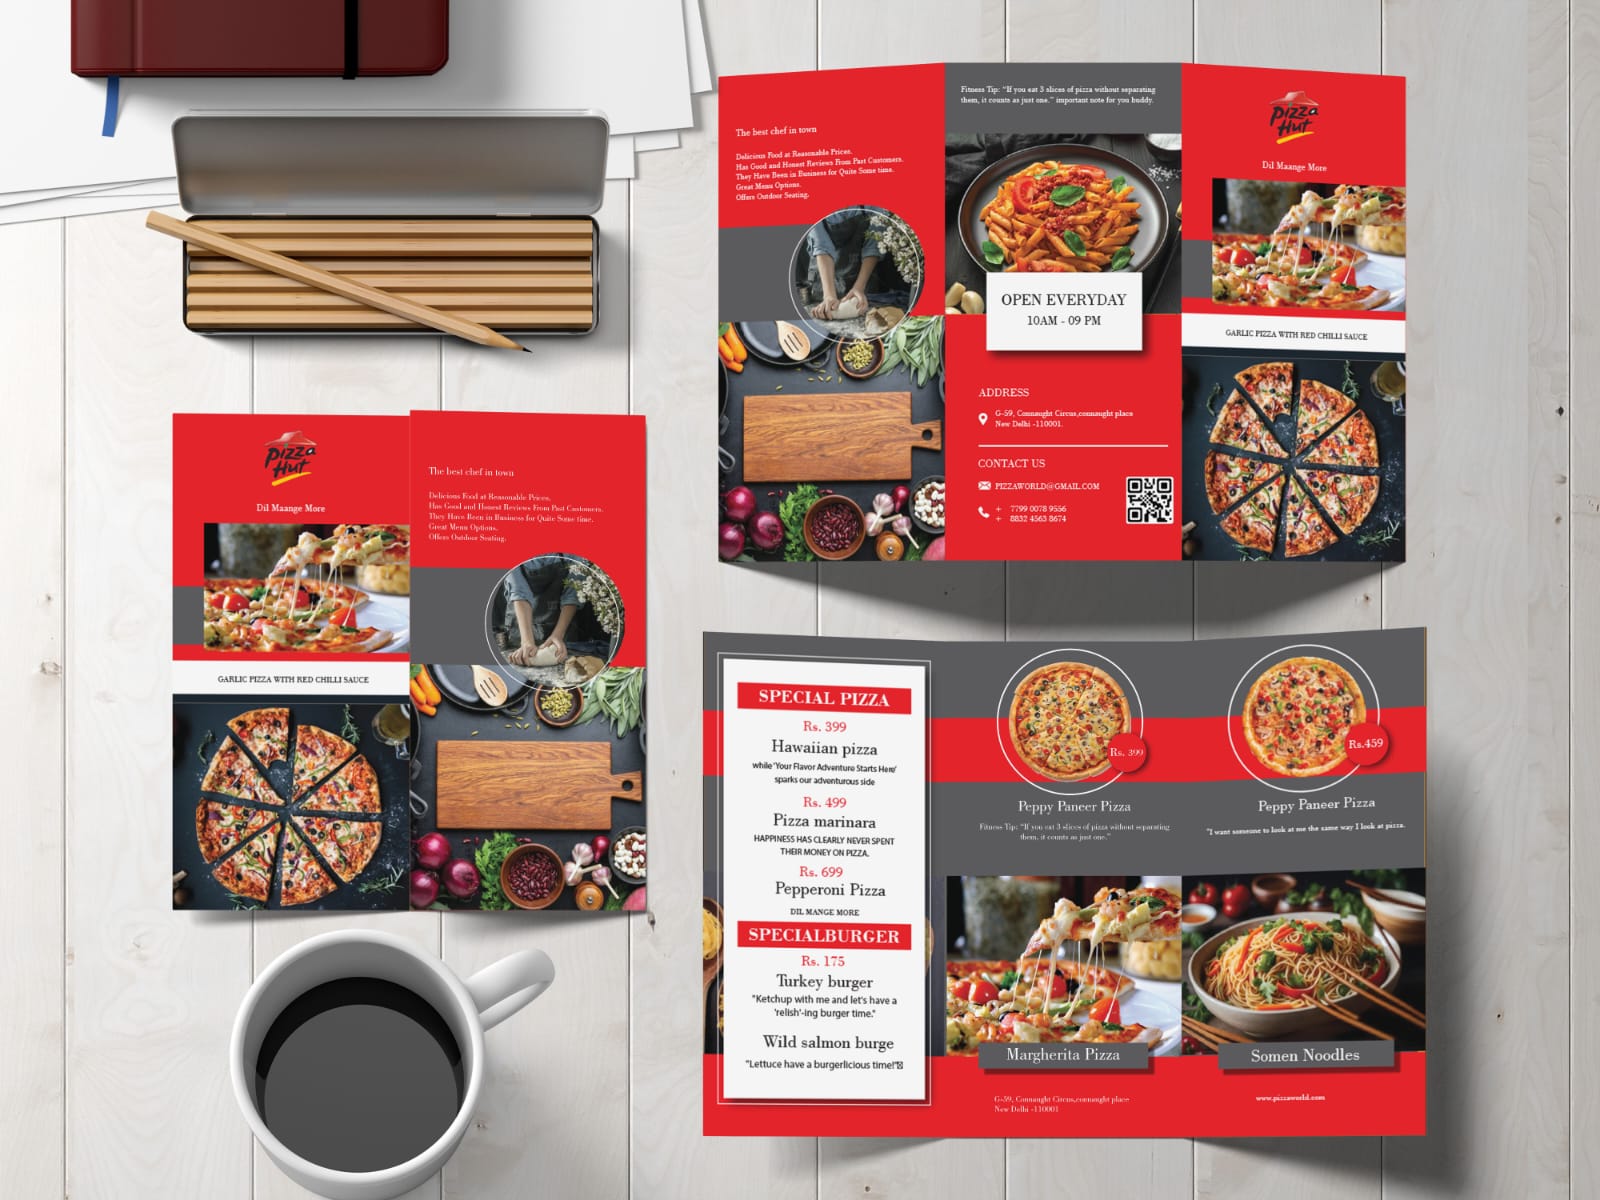 Pizza
Hut
Dil Maange More
GARLIC PIZZA WITH RED CHILLI SAUCE
The best chef in town
Delicious Food at Reasonable Prices.
Has Good and Honest Reviews From Past Customers.
They Have Been in Business for Quite Some time.
Great Menu Options.
Offers Outdoor Seating.
The best chef in town
Delicious Food at Reasonable Prices.
Has Good and Honest Reviews From Past Customers.
They Have Been in Business for Quite Some time.
Great Menu Options.
Offers Outdoor Seating.
Fitness Tip: “If you eat 3 slices of pizza without separating
them, it counts as just one.” important note for you buddy.
OPEN EVERYDAY
10AM - 09 PM
ADDRESS
G-59, Connaught Circus,connaught place
New Delhi -110001.
CONTACT US
PIZZAWORLD@GMAIL.COM
+ 7799 0078 9556
+ 8832 4563 8674
Pizza
Hut
Dil Maange More
GARLIC PIZZA WITH RED CHILLI SAUCE
SPECIAL PIZZA
Rs. 399
Hawaiian pizza
while 'Your Flavor Adventure Starts Here'
sparks our adventurous side
Rs. 499
Pizza marinara
HAPPINESS HAS CLEARLY NEVER SPENT
THEIR MONEY ON PIZZA.
Rs. 699
Pepperoni Pizza
DIL MANGE MORE
SPECIALBURGER
Rs. 175
Turkey burger
"Ketchup with me and let's have a
'relish'-ing burger time."
Wild salmon burge
"Lettuce have a burgerlicious time!"
Rs. 399
Peppy Paneer Pizza
Fitness Tip: “If you eat 3 slices of pizza without separating
them, it counts as just one.”
Margherita Pizza
G-59, Connaught Circus,connaught place
New Delhi -110001
Rs.459
Peppy Paneer Pizza
"I want someone to look at me the same way I look at pizza.
Somen Noodles
www.pizzaworld.com